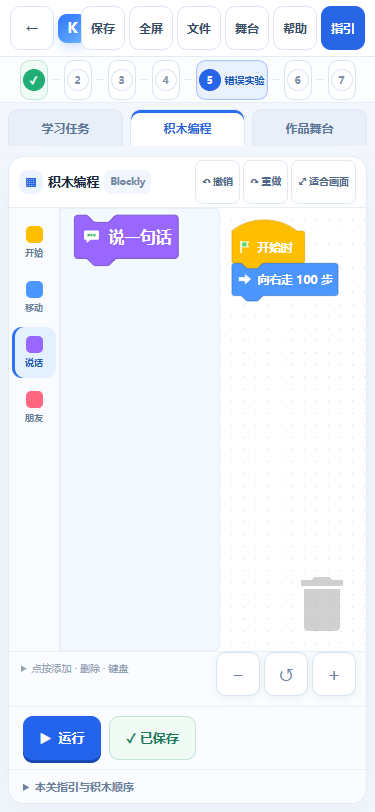 ← K 保存 全屏 文件 舞台 帮助 指引
✓ 2 3 4 5 错误实验 6 7
学习任务 积木编程 作品舞台
积木编程 Blockly ↶ 撤销 ↷ 重做 ⤢ 适合画面
开始
移动
说话
朋友
说一句话
开始时
向右走 100 步
▶ 点按添加 · 删除 · 键盘
− ↺ +
▶ 运行 ✓ 已保存
▶ 本关指引与积木顺序